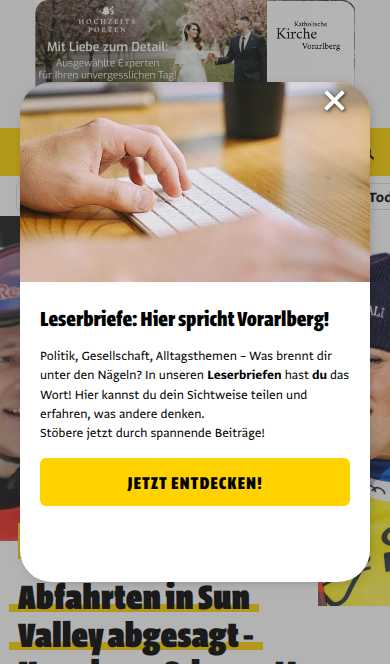 HOCHZEITS
PFORTEN
Mit Liebe zum Detail:
Ausgewählte Experten
für Ihren unvergesslichen Tag!
Katholische
Kirche
Vorarlberg
Leserbriefe: Hier spricht Vorarlberg!
Politik, Gesellschaft, Alltagsthemen – Was brennt dir
unter den Nägeln? In unseren Leserbriefen hast du das
Wort! Hier kannst du dein Sichtweise teilen und
erfahren, was andere denken.
Stöbere jetzt durch spannende Beiträge!
JETZT ENTDECKEN!
Abfahrten in Sun
Valley abgesagt -